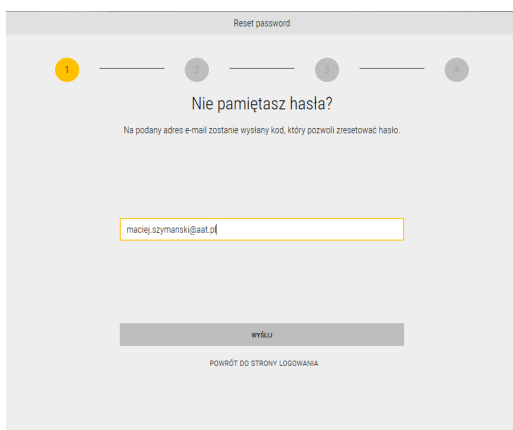 Reset password
1 2 3 4
Nie pamiętasz hasła?
Na podany adres e-mail zostanie wysłany kod, który pozwoli zresetować hasło.
maciej.szymanski@aat.pl
WYŚLIJ
POWRÓT DO STRONY LOGOWANIA